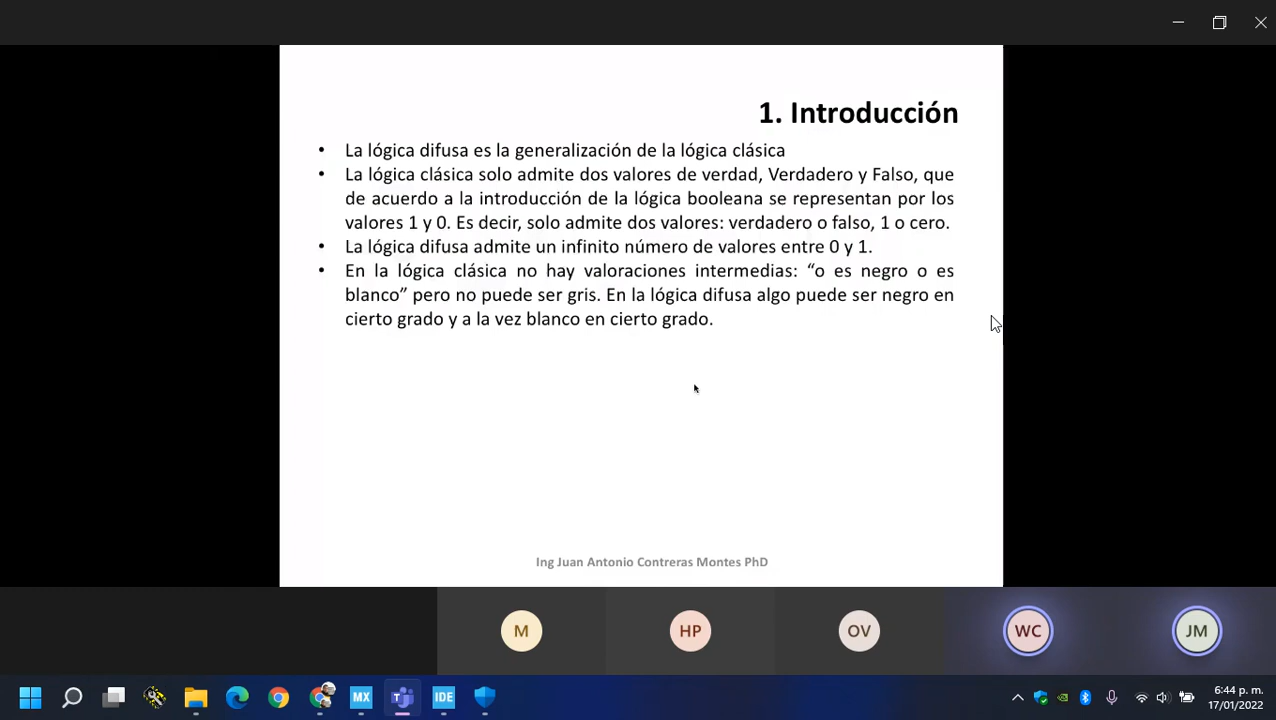 1. Introducción
• La lógica difusa es la generalización de la lógica clásica
• La lógica clásica solo admite dos valores de verdad, Verdadero y Falso, que
de acuerdo a la introducción de la lógica booleana se representan por los
valores 1 y 0. Es decir, solo admite dos valores: verdadero o falso, 1 o cero.
• La lógica difusa admite un infinito número de valores entre 0 y 1.
• En la lógica clásica no hay valoraciones intermedias: “o es negro o es
blanco” pero no puede ser gris. En la lógica difusa algo puede ser negro en
cierto grado y a la vez blanco en cierto grado.
Ing Juan Antonio Contreras Montes PhD
M HP OV WC JM
MX IDE
6:44 p. m.
17/01/2022